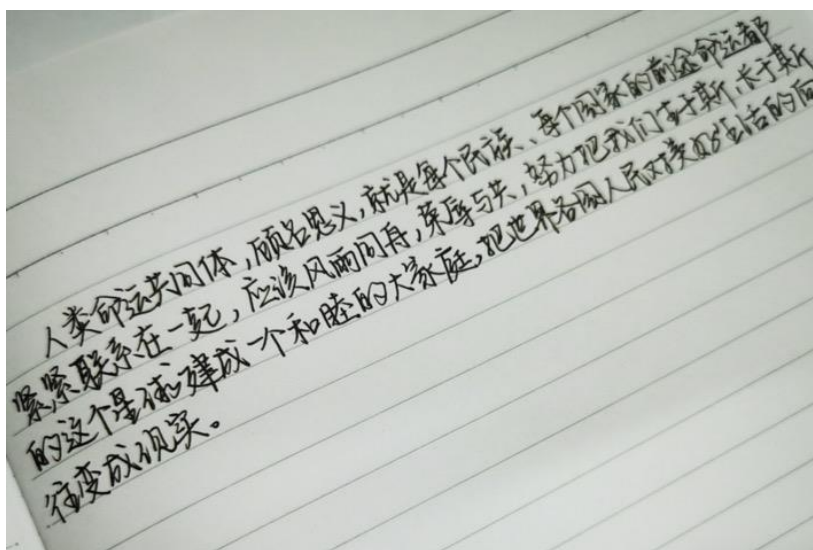 人类命运共同体,顾名思义,就是每个民族、每个国家的前途命运都
紧紧联系在一起,应该风雨同舟,荣辱与共,努力把我们生于斯、长于斯
的这个星球建成一个和睦的大家庭,把世界各国人民对美好生活的向
往变成现实。